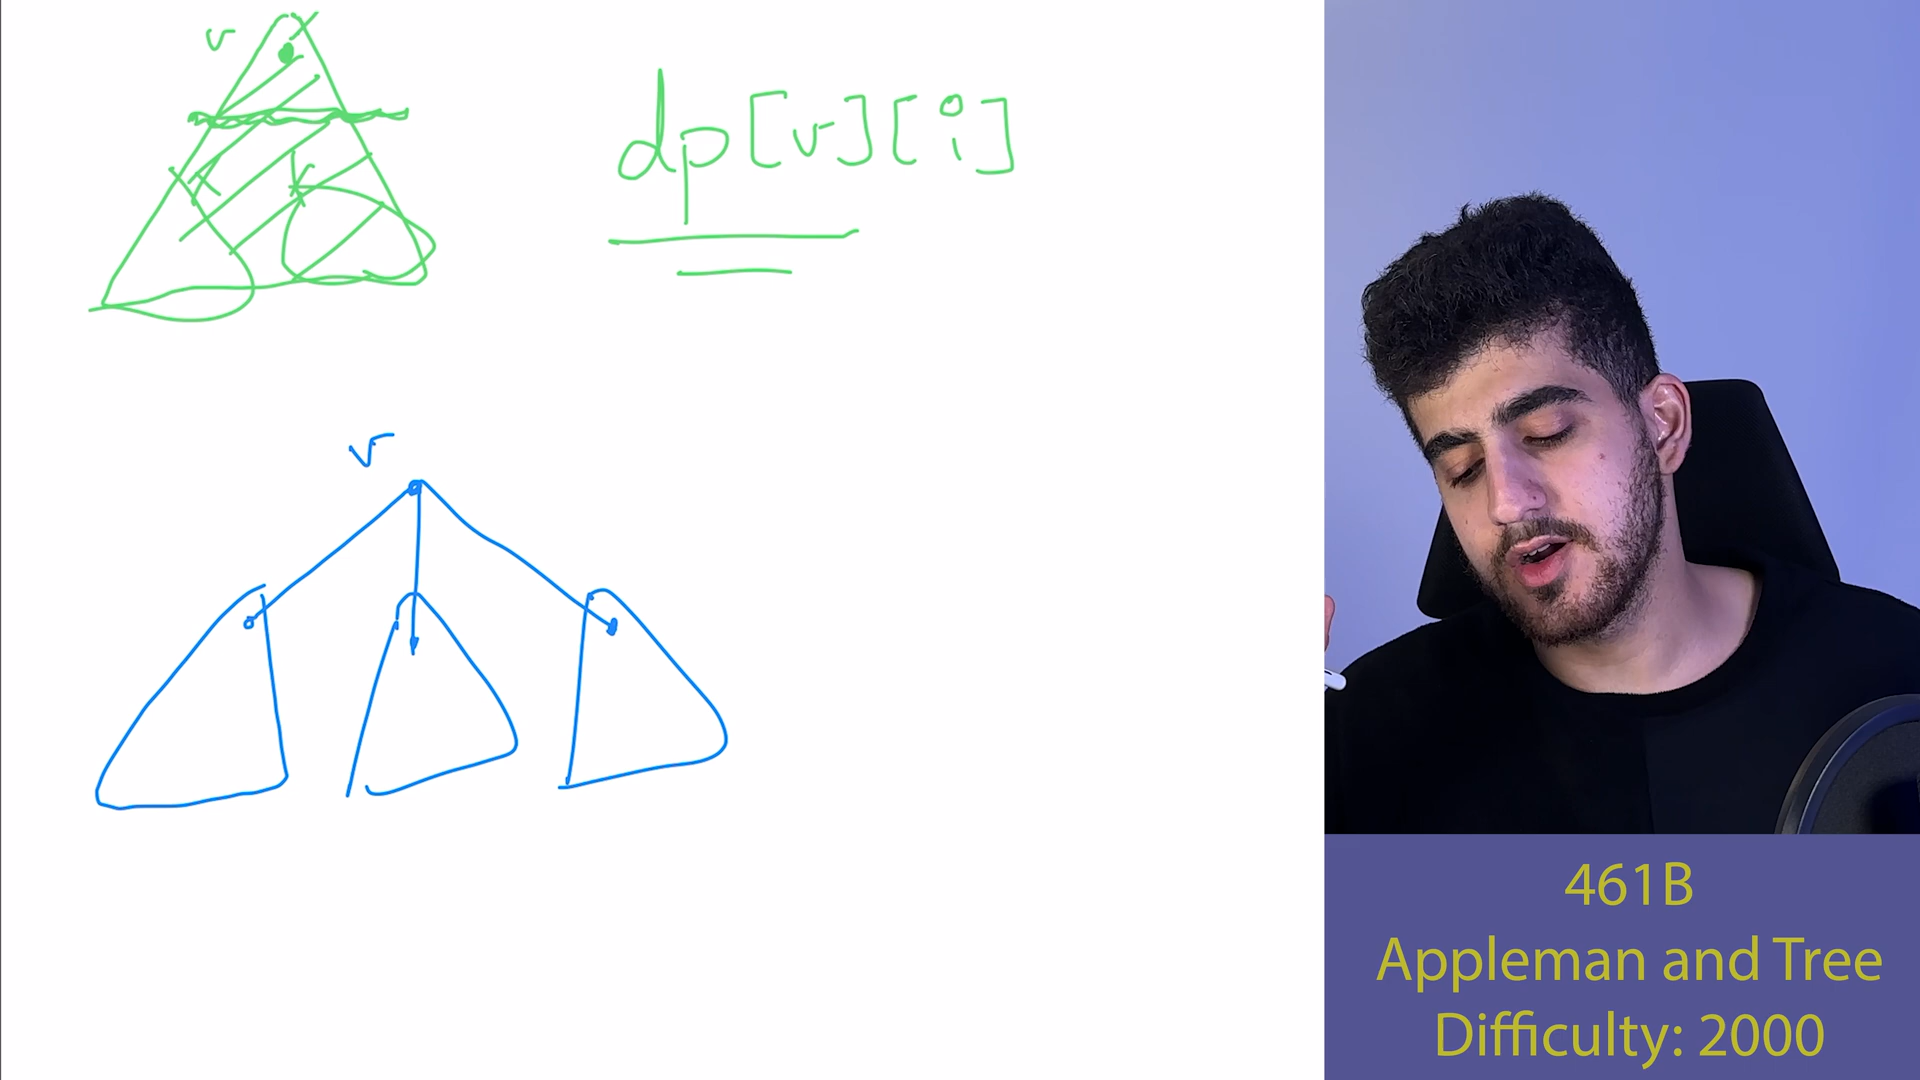 v
dp[v][i]
v
461B
Appleman and Tree
Difficulty: 2000